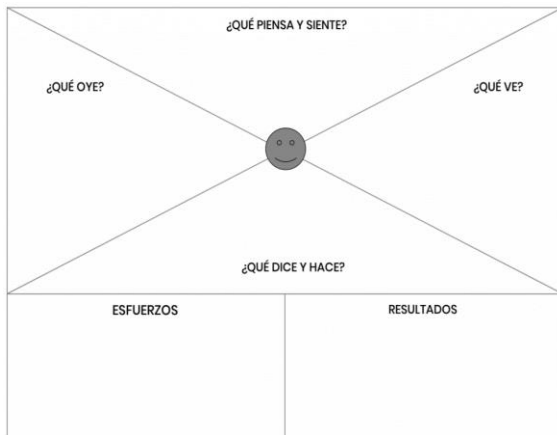 ¿QUÉ PIENSA Y SIENTE?
¿QUÉ OYE?
¿QUÉ VE?
¿QUÉ DICE Y HACE?
ESFUERZOS
RESULTADOS